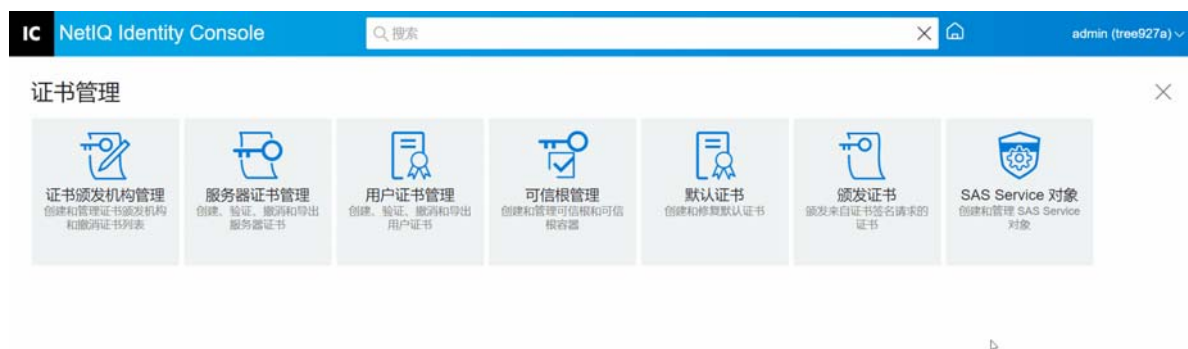 IC NetIQ Identity Console
搜索
admin (tree927a)
证书管理
证书颁发机构管理
创建和管理证书颁发机构
和撤消证书列表
服务器证书管理
创建、验证、撤消和导出
服务器证书
用户证书管理
创建、验证、撤消和导出
用户证书
可信根管理
创建和管理可信根和可信
根容器
默认证书
创建和修复默认证书
颁发证书
颁发来自证书签名请求的
证书
SAS Service 对象
创建和管理 SAS Service
对象